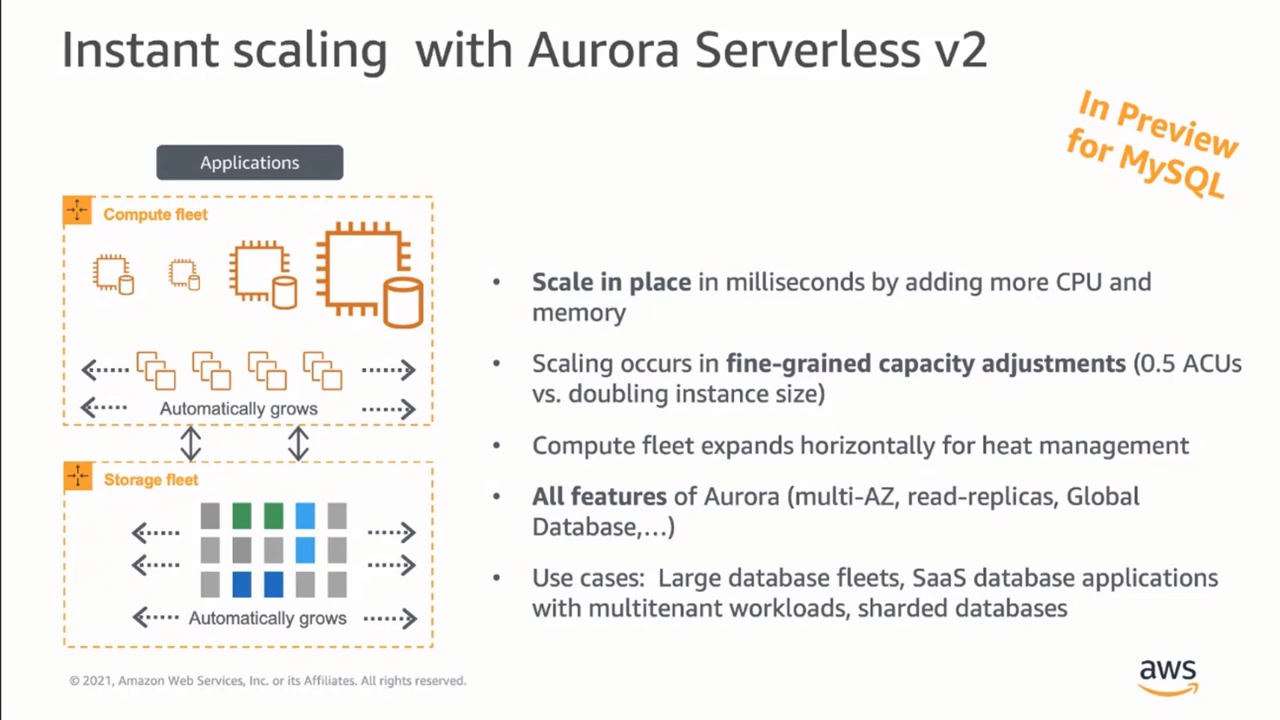 Instant scaling with Aurora Serverless v2
In Preview
for MySQL
Applications
Compute fleet
Automatically grows
Storage fleet
Automatically grows
• Scale in place in milliseconds by adding more CPU and
memory
• Scaling occurs in fine-grained capacity adjustments (0.5 ACUs
vs. doubling instance size)
• Compute fleet expands horizontally for heat management
• All features of Aurora (multi-AZ, read-replicas, Global
Database,...)
• Use cases: Large database fleets, SaaS database applications
with multitenant workloads, sharded databases
© 2021, Amazon Web Services, Inc. or its Affiliates. All rights reserved.
aws